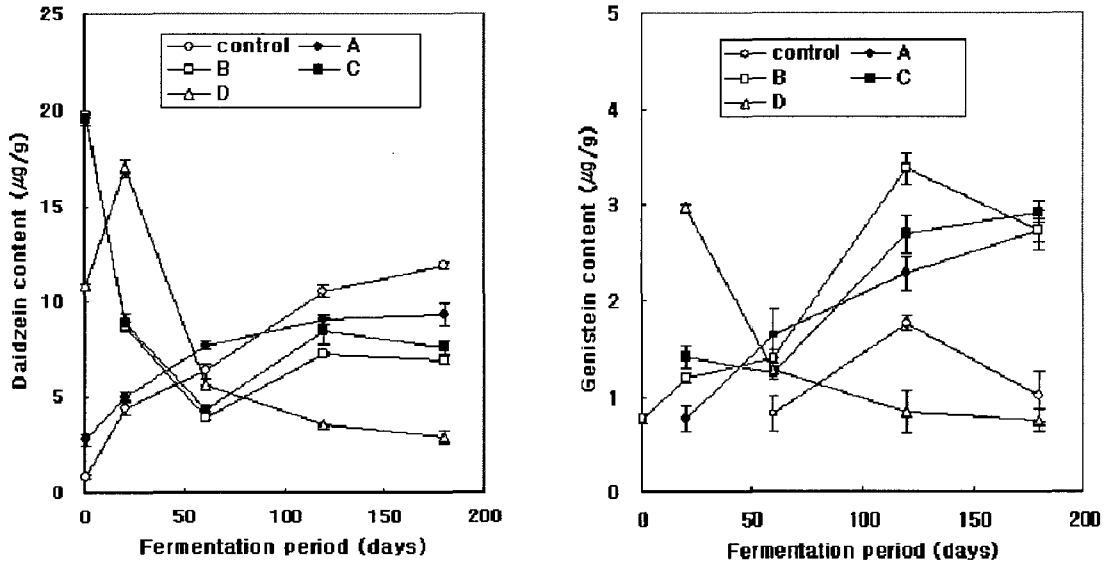 25
20
15
10
5
0
Daidzein content (㎍/g)
control A
B C
D
0 50 100 150 200
Fermentation period (days)
5
4
3
2
1
0
Genistein content (㎍/g)
control A
B C
D
0 50 100 150 200
Fermentation period (days)